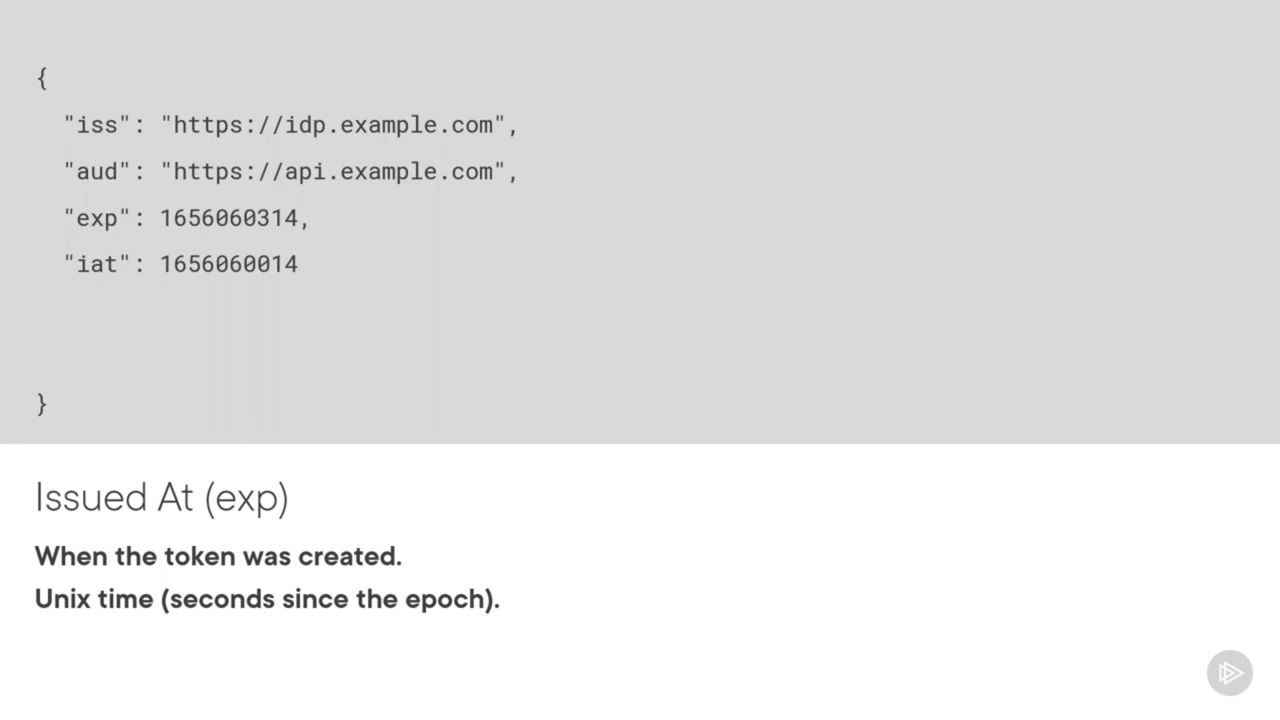 {
"iss": "https://idp.example.com",
"aud": "https://api.example.com",
"exp": 1656060314,
"iat": 1656060014
}
Issued At (exp)
When the token was created.
Unix time (seconds since the epoch).